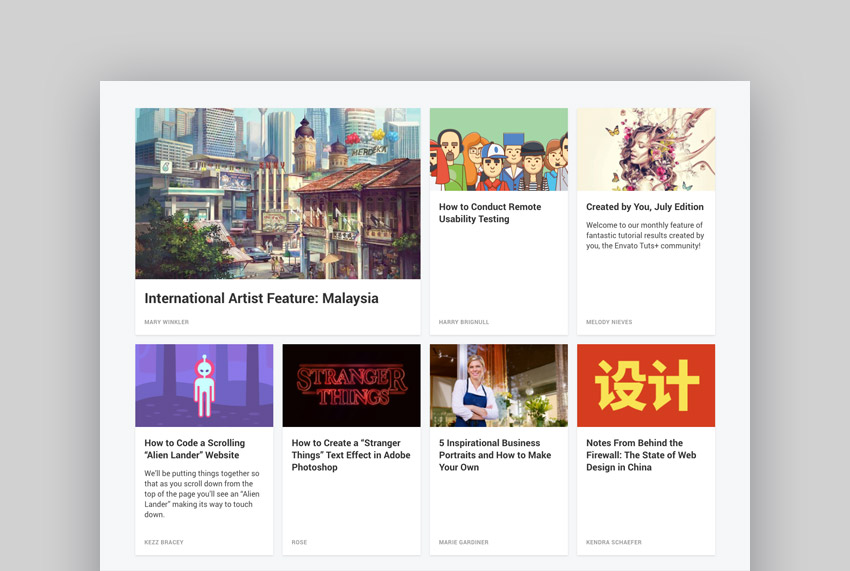 MERDEKA
International Artist Feature: Malaysia
MARY WINKLER
How to Conduct Remote
Usability Testing
HARRY BRIGNULL
Created by You, July Edition
Welcome to our monthly feature of
fantastic tutorial results created by
you, the Envato Tuts+ community!
MELODY NIEVES
How to Code a Scrolling
“Alien Lander” Website
We’ll be putting things together so
that as you scroll down from the
top of the page you’ll see an “Alien
Lander” making its way to touch
down.
KEZZ BRACEY
STRANGER
THINGS
How to Create a “Stranger
Things” Text Effect in Adobe
Photoshop
ROSE
5 Inspirational Business
Portraits and How to Make
Your Own
MARIE GARDINER
设计
Notes From Behind the
Firewall: The State of Web
Design in China
KENDRA SCHAEFER